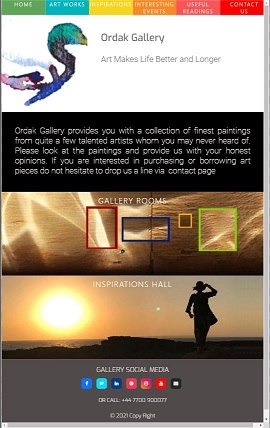 HOME
ART WORKS
INSPIRATIONS
INTERESTING EVENTS
USEFUL READINGS
CONTACT US
Ordak Gallery
Art Makes Life Better and Longer
Ordak Gallery provides you with a collection of finest paintings
from quite a few talented artists whom you may never heard of.
Please look at the paintings and provide us with your honest
opinions. If you are interested in purchasing or borrowing art
pieces do not hesitate to drop us a line via contact page
GALLERY ROOMS
INSPIRATIONS HALL
GALLERY SOCIAL MEDIA
OR CALL: +44 7700 900077
© 2021 Copy Right